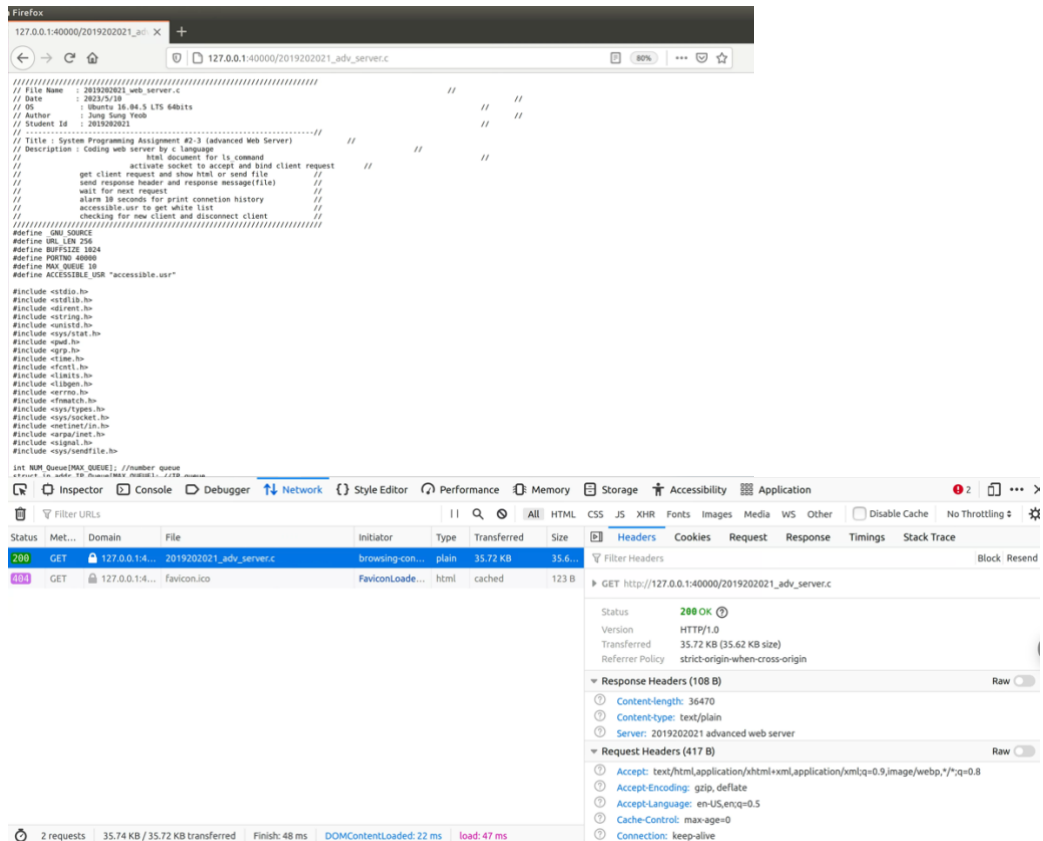 Firefox
127.0.0.1:40000/2019202021_ad
127.0.0.1:40000/2019202021_adv_server.c
80%
///////////////////////////////////////////////////////////////////////////
// File Name : 2019202021_web_server.c //
// Date : 2023/5/10 //
// OS : Ubuntu 16.04.5 LTS 64bits //
// Author : Jung Sung Yeob //
// Student Id : 2019202021 //
// ---------------------------------------------------------------------//
// Title : System Programming Assignment #2-3 (advanced Web Server) //
// Description : Coding web server by c language //
// html document for ls_command //
// activate socket to accept and bind client request //
// get client request and show html or send file //
// send response header and response message(file) //
// wait for next request //
// alarm 10 seconds for print connetion history //
// accessible.usr to get white list //
// checking for new client and disconnect client //
///////////////////////////////////////////////////////////////////////////
#define _GNU_SOURCE
#define URL_LEN 256
#define BUFFSIZE 1024
#define PORTNO 40000
#define MAX_QUEUE 10
#define ACCESSIBLE_USR "accessible.usr"
#include <stdio.h>
#include <stdlib.h>
#include <dirent.h>
#include <string.h>
#include <unistd.h>
#include <sys/stat.h>
#include <pwd.h>
#include <grp.h>
#include <time.h>
#include <fcntl.h>
#include <limits.h>
#include <libgen.h>
#include <errno.h>
#include <fnmatch.h>
#include <sys/types.h>
#include <sys/socket.h>
#include <netinet/in.h>
#include <arpa/inet.h>
#include <signal.h>
#include <sys/sendfile.h>
int NUM_Queue[MAX_QUEUE]; //number queue
struct in_addr IP_Queue[MAX_QUEUE]; //IP queue
Inspector Console Debugger Network Style Editor Performance Memory Storage Accessibility Application 2
Filter URLs All HTML CSS JS XHR Fonts Images Media WS Other Disable Cache No Throttling
Status Met... Domain File Initiator Type Transferred Size
200 GET 127.0.0.1:4... 2019202021_adv_server.c browsing-con... plain 35.72 KB 35.6...
404 GET 127.0.0.1:4... favicon.ico FaviconLoade... html cached 123 B
Headers Cookies Request Response Timings Stack Trace
Filter Headers Block Resend
GET http://127.0.0.1:40000/2019202021_adv_server.c
Status 200 OK
Version HTTP/1.0
Transferred 35.72 KB (35.62 KB size)
Referrer Policy strict-origin-when-cross-origin
Response Headers (108 B) Raw
Content-length: 36470
Content-type: text/plain
Server: 2019202021 advanced web server
Request Headers (417 B) Raw
Accept: text/html,application/xhtml+xml,application/xml;q=0.9,image/webp,*/*;q=0.8
Accept-Encoding: gzip, deflate
Accept-Language: en-US,en;q=0.5
Cache-Control: max-age=0
Connection: keep-alive
2 requests 35.74 KB / 35.72 KB transferred Finish: 48 ms DOMContentLoaded: 22 ms load: 47 ms